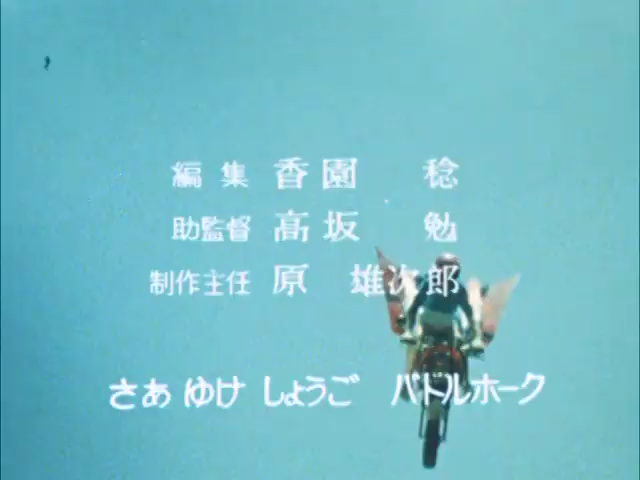 編集 香園 稔
助監督 高坂 勉
制作主任 原 雄次郎
さあ ゆけ しょうご バトルホーク